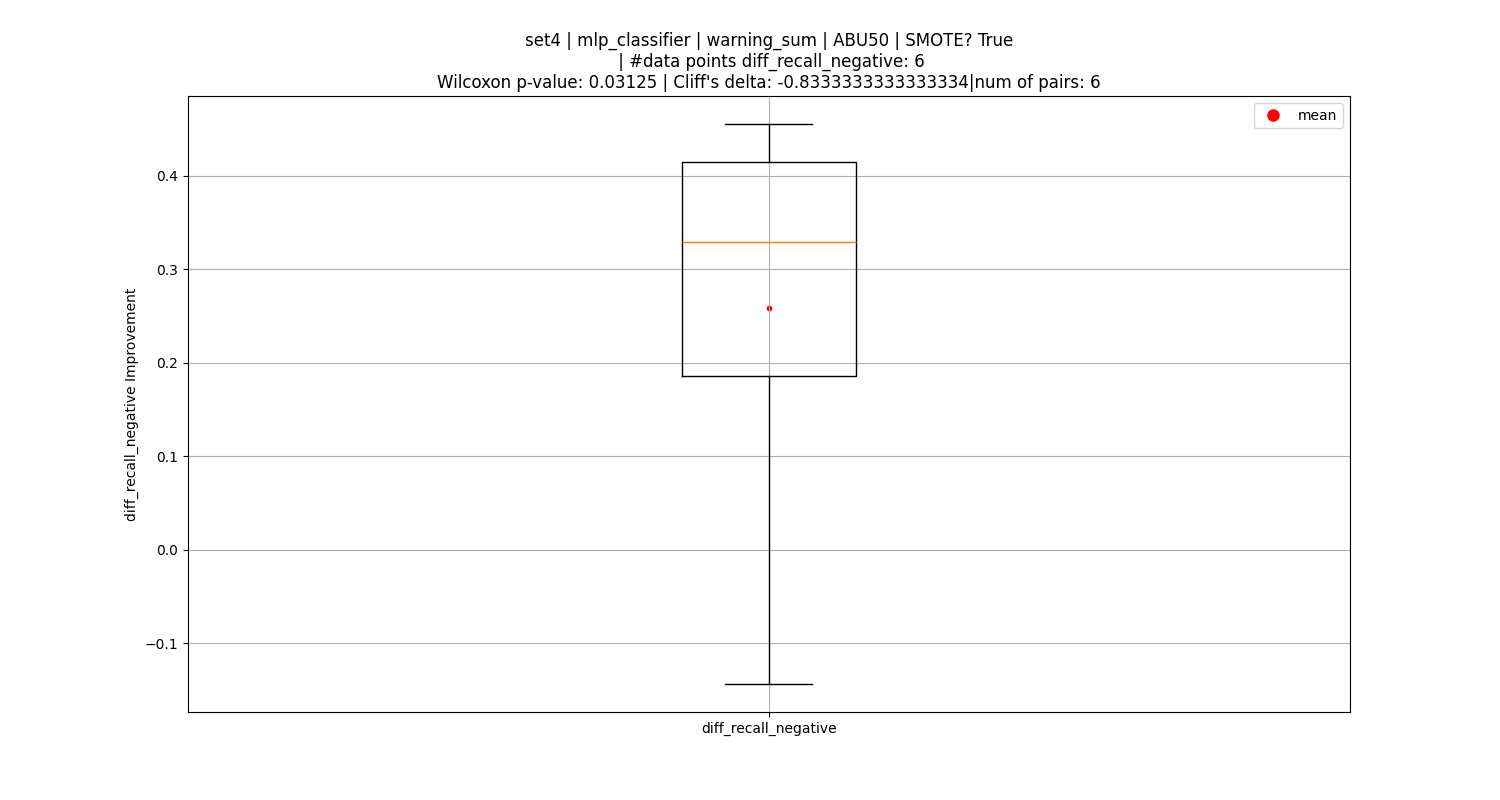 set4 | mlp_classifier | warning_sum | ABU50 | SMOTE? True
| #data points diff_recall_negative: 6
Wilcoxon p-value: 0.03125 | Cliff's delta: -0.8333333333333334|num of pairs: 6
mean
0.4
0.3
0.2
0.1
0.0
−0.1
diff_recall_negative Improvement
diff_recall_negative